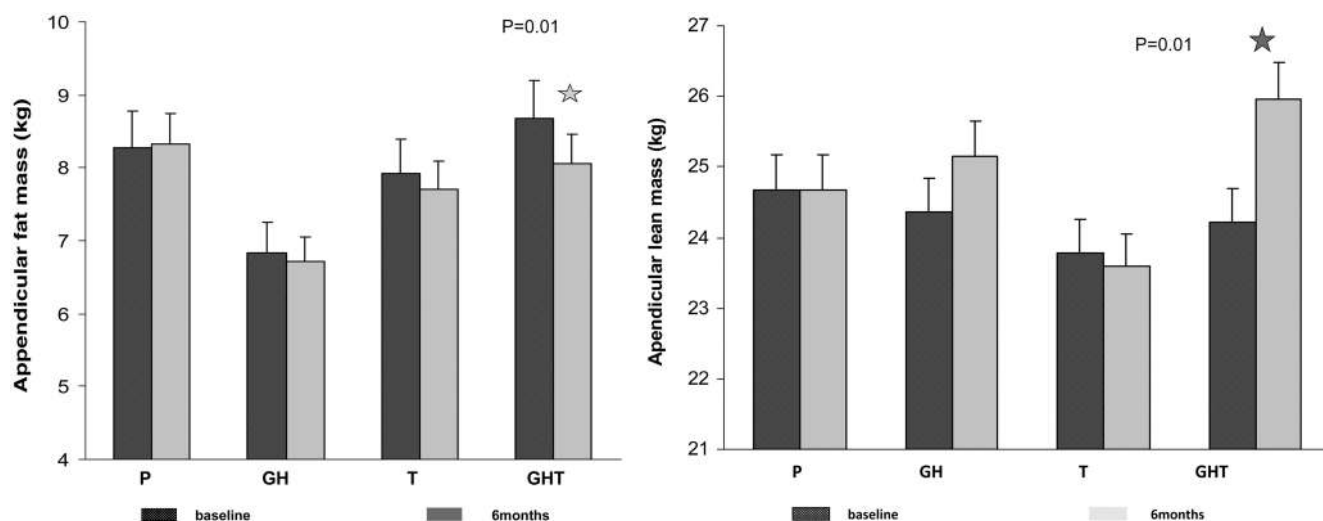 Appendicular fat mass (kg)
10
9
8
7
6
5
4
P=0.01
P
GH
T
GHT
baseline
6months
Apendicular lean mass (kg)
27
26
25
24
23
22
21
P=0.01
P
GH
T
GHT
baseline
6months